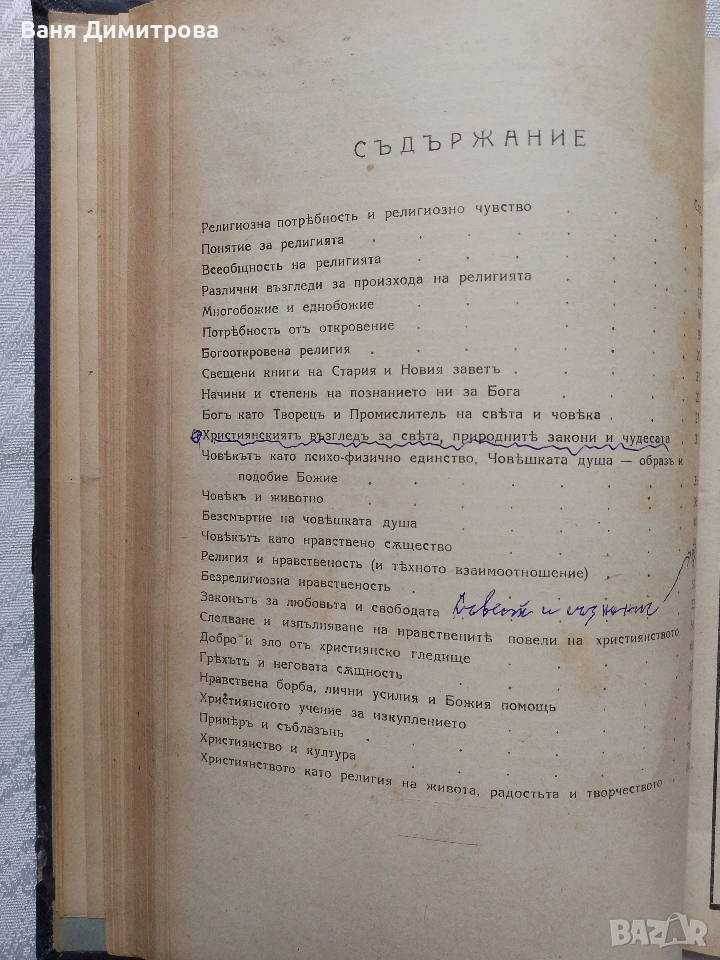 Ваня Димитрова
СЪДЪРЖАНИЕ
Религиозна потрѣбность и религиозно чувство
Понятие за религията
Всеобщность на религията
Различни възгледи за произхода на религията
Многобожие и еднобожие
Потрѣбность отъ откровение
Богооткровена религия
Свещени книги на Стария и Новия заветъ
Начини и степень на познанието ни за Бога
Богъ като Творецъ и Промислитель на свѣта и човѣка
Християнскиятъ възгледъ за свѣта, природнитѣ закони и чудесата
Човѣкътъ като психо-физично единство. Човѣшката душа — образъ и
подобие Божие
Човѣкъ и животно
Безсмъртие на човѣшката душа
Човѣкътъ като нравствено сѫщество
Религия и нравственость (и тѣхното взаимоотношение)
Безрелигиозна нравственость
Законътъ за любовьта и свободата
Следване и изпълняване на нравственитѣ повели на християнството
Добро и зло отъ християнско гледище
Грѣхътъ и неговата сѫщность
Нравствена борба, лични усилия и Божия помощь
Християнското учение за изкуплението
Примѣръ и съблазънь
Християнство и култура
Християнството като религия на живота, радостьта и творчеството
BAZAR